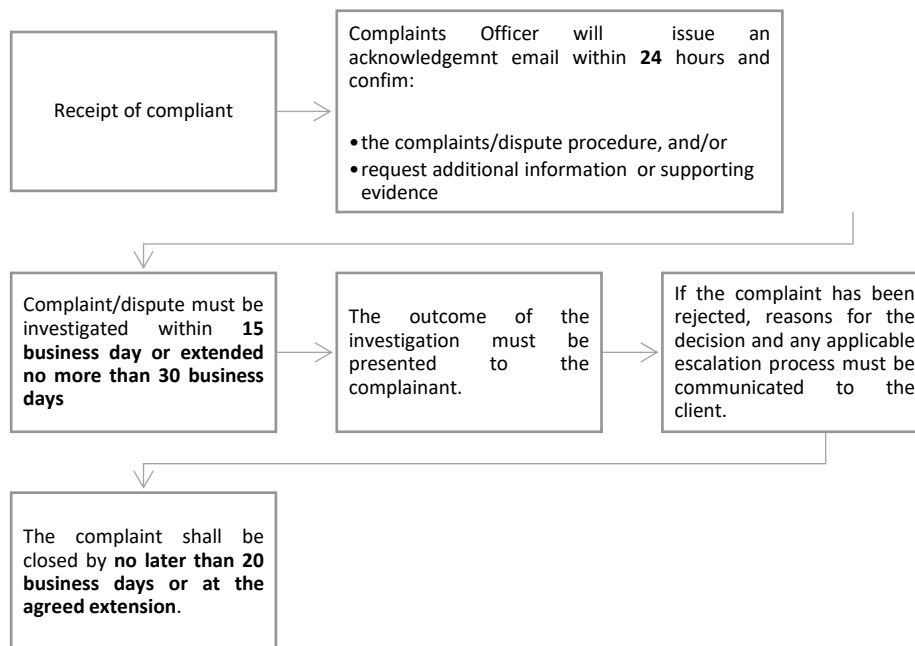 Receipt of compliant
Complaints Officer will issue an
acknowledgemnt email within 24 hours and
confim:
•the complaints/dispute procedure, and/or
•request additional information or supporting
evidence
Complaint/dispute must be
investigated within 15
business day or extended
no more than 30 business
days
The outcome of the
investigation must be
presented to the
complainant.
If the complaint has been
rejected, reasons for the
decision and any applicable
escalation process must be
communicated to the
client.
The complaint shall be
closed by no later than 20
business days or at the
agreed extension.